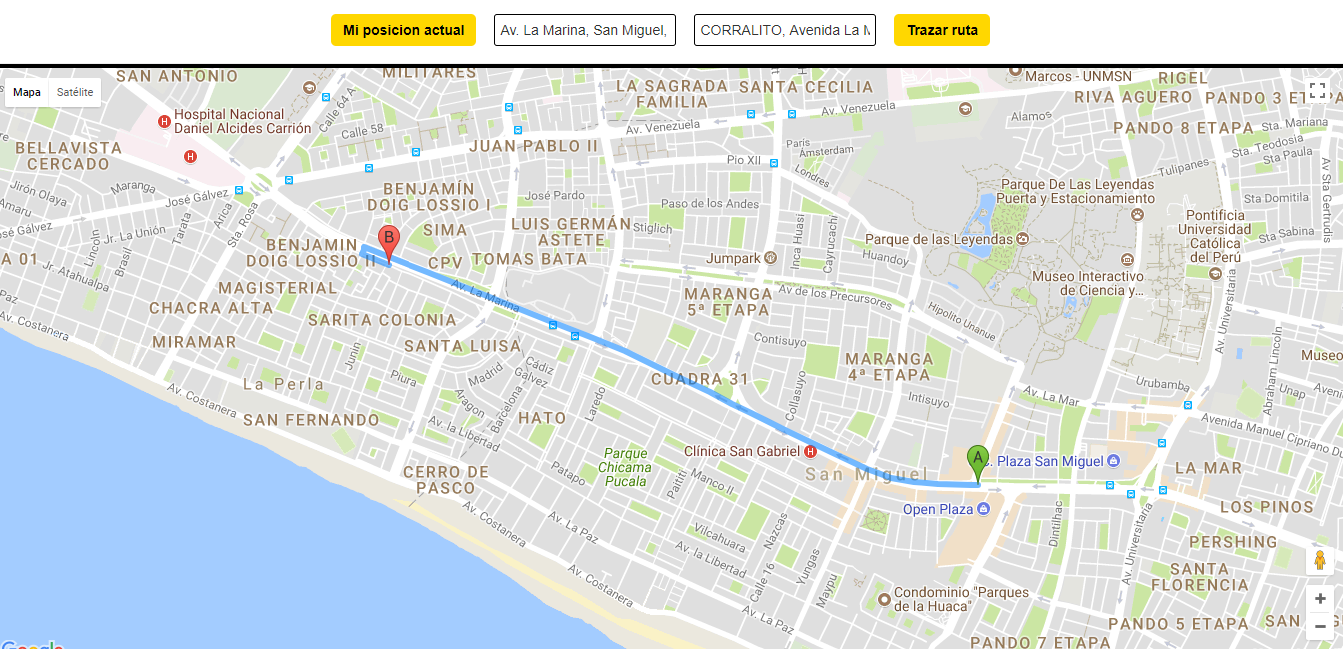 Mi posicion actual
Av. La Marina, San Miguel,
CORRALITO, Avenida La M
Trazar ruta
Mapa
Satélite
SAN ANTONIO
MILITARES
LA SAGRADA
FAMILIA
SANTA CECILIA
Marcos - UNMSN
RIGEL
RIVA AGUERO
PANDO 3 ETAPA
Hospital Nacional
Daniel Alcides Carrión
Calle 64 A
Calle 58
Av. Venezuela
Av. Venezuela
Alamos
PANDO 8 ETAPA
Sta. Mariana
Sta. Teodosia
Sta Paula
BELLAVISTA
CERCADO
JUAN PABLO II
Pio XII
Paris
Amsterdam
Londres
Tulipanes
Av Sta Gertrudis
Jirón Olaya
Maranga
José Gálvez
Amaru
BENJAMÍN
DOIG LOSSIO I
José Pardo
Paso de los Andes
Parque De Las Leyendas
Puerta y Estacionamiento
Sta Domitila
Sta Sabina
Pontificia
Universidad
Católica
del Perú
sé Gálvez
Jr. La Unión
Lincoln
Brasil
Tarata
Arica
Sta. Rosa
SIMA
LUIS GERMÁN
ASTETE
Stiglich
Inca Huasi
Cayrucachi
Huandoy
Parque de las Leyendas
B
BENJAMIN
DOIG LOSSIO II
CPV
TOMAS BATA
Jumpark
Museo Interactivo
de Ciencia y...
A 01
Jr. Atahualpa
MAGISTERIAL
CHACRA ALTA
Av. La Marina
MARANGA
5ª ETAPA
Av de los Precursores
Hipolito Unanue
Av. Universitaria
Paz
Av. Costanera
SARITA COLONIA
MIRAMAR
SANTA LUISA
Contisuyo
Abraham Lincoln
Museo
Junin
La Perla
Piura
Madrid
Cádiz
Galvez
Aragon
Barcelona
CUADRA 31
Collasuyo
MARANGA
4ª ETAPA
Intisuyo
Urubamba
Unap
Aven
Av. Costanera
SAN FERNANDO
HATO
Laredo
Av. La Mar
Avenida Manuel Cipriano Du
Av. la Libertad
Clínica San Gabriel
Parque
Chicama
Pucala
A
c. Plaza San Miguel
San Miguel
LA MAR
CERRO DE
PASCO
Patapo
Paititi
Manco II
Open Plaza
LOS PINOS
Av. Costanera
Av. La Paz
Vilcahuara
Nazcas
Dintilhac
Av. Universitaria
PERSHING
Av. la Libertad
Calle 16
Yungas
Maypu
SANTA
FLORENCIA
Av. Costanera
Condominio "Parques
de la Huaca"
Av. La Paz
PANDO 5 ETAPA
SAN
PANDO 7 ETAPA
Google